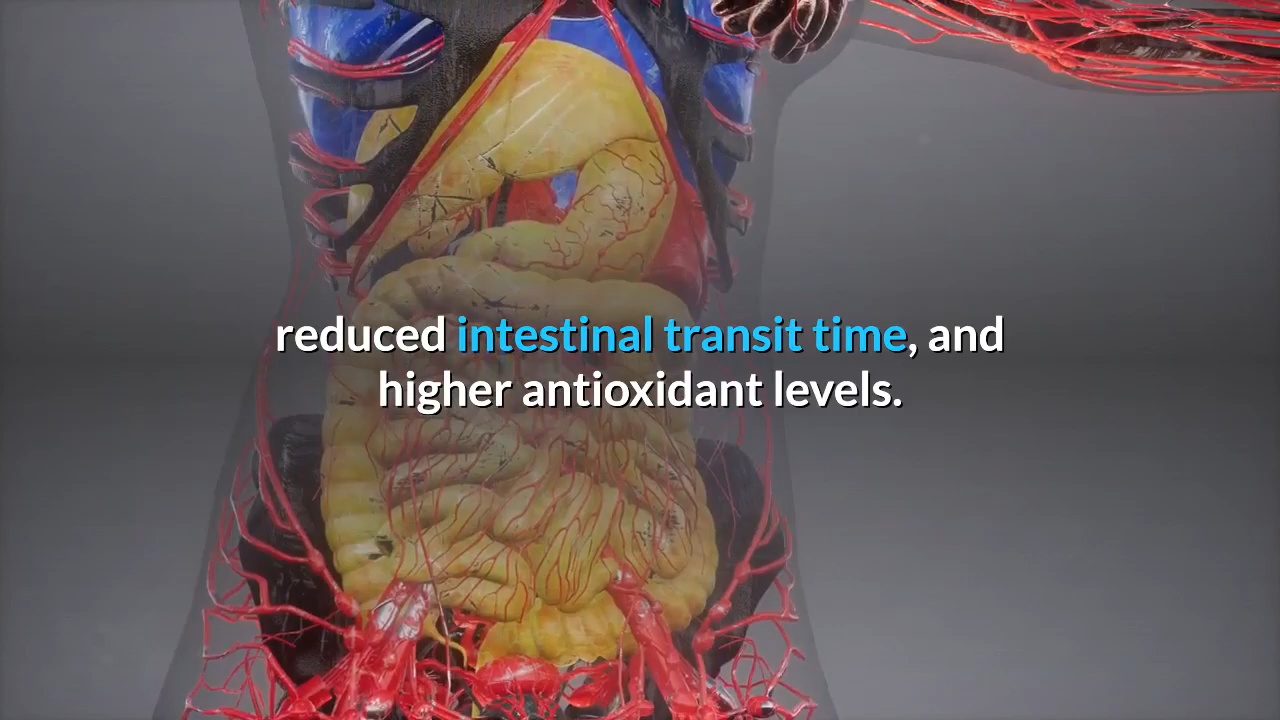 reduced intestinal transit time, and
higher antioxidant levels.